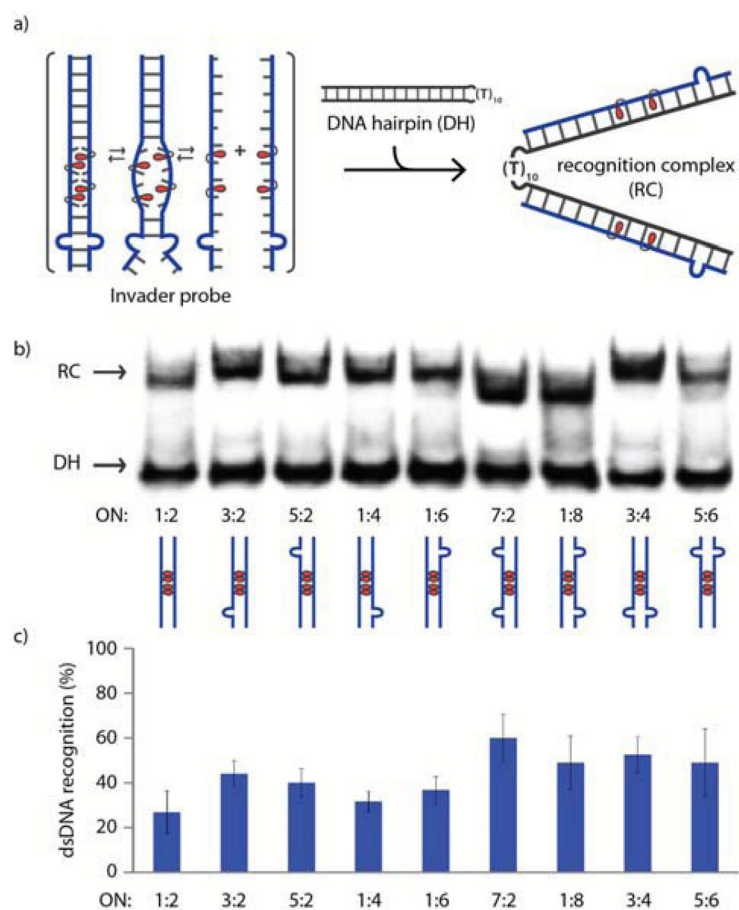 a)
(T)10
DNA hairpin (DH)
(T)10
recognition complex
(RC)
+
Invader probe
b)
RC
DH
ON: 1:2 3:2 5:2 1:4 1:6 7:2 1:8 3:4 5:6
c)
dsDNA recognition (%)
100
80
60
40
20
0
ON: 1:2 3:2 5:2 1:4 1:6 7:2 1:8 3:4 5:6